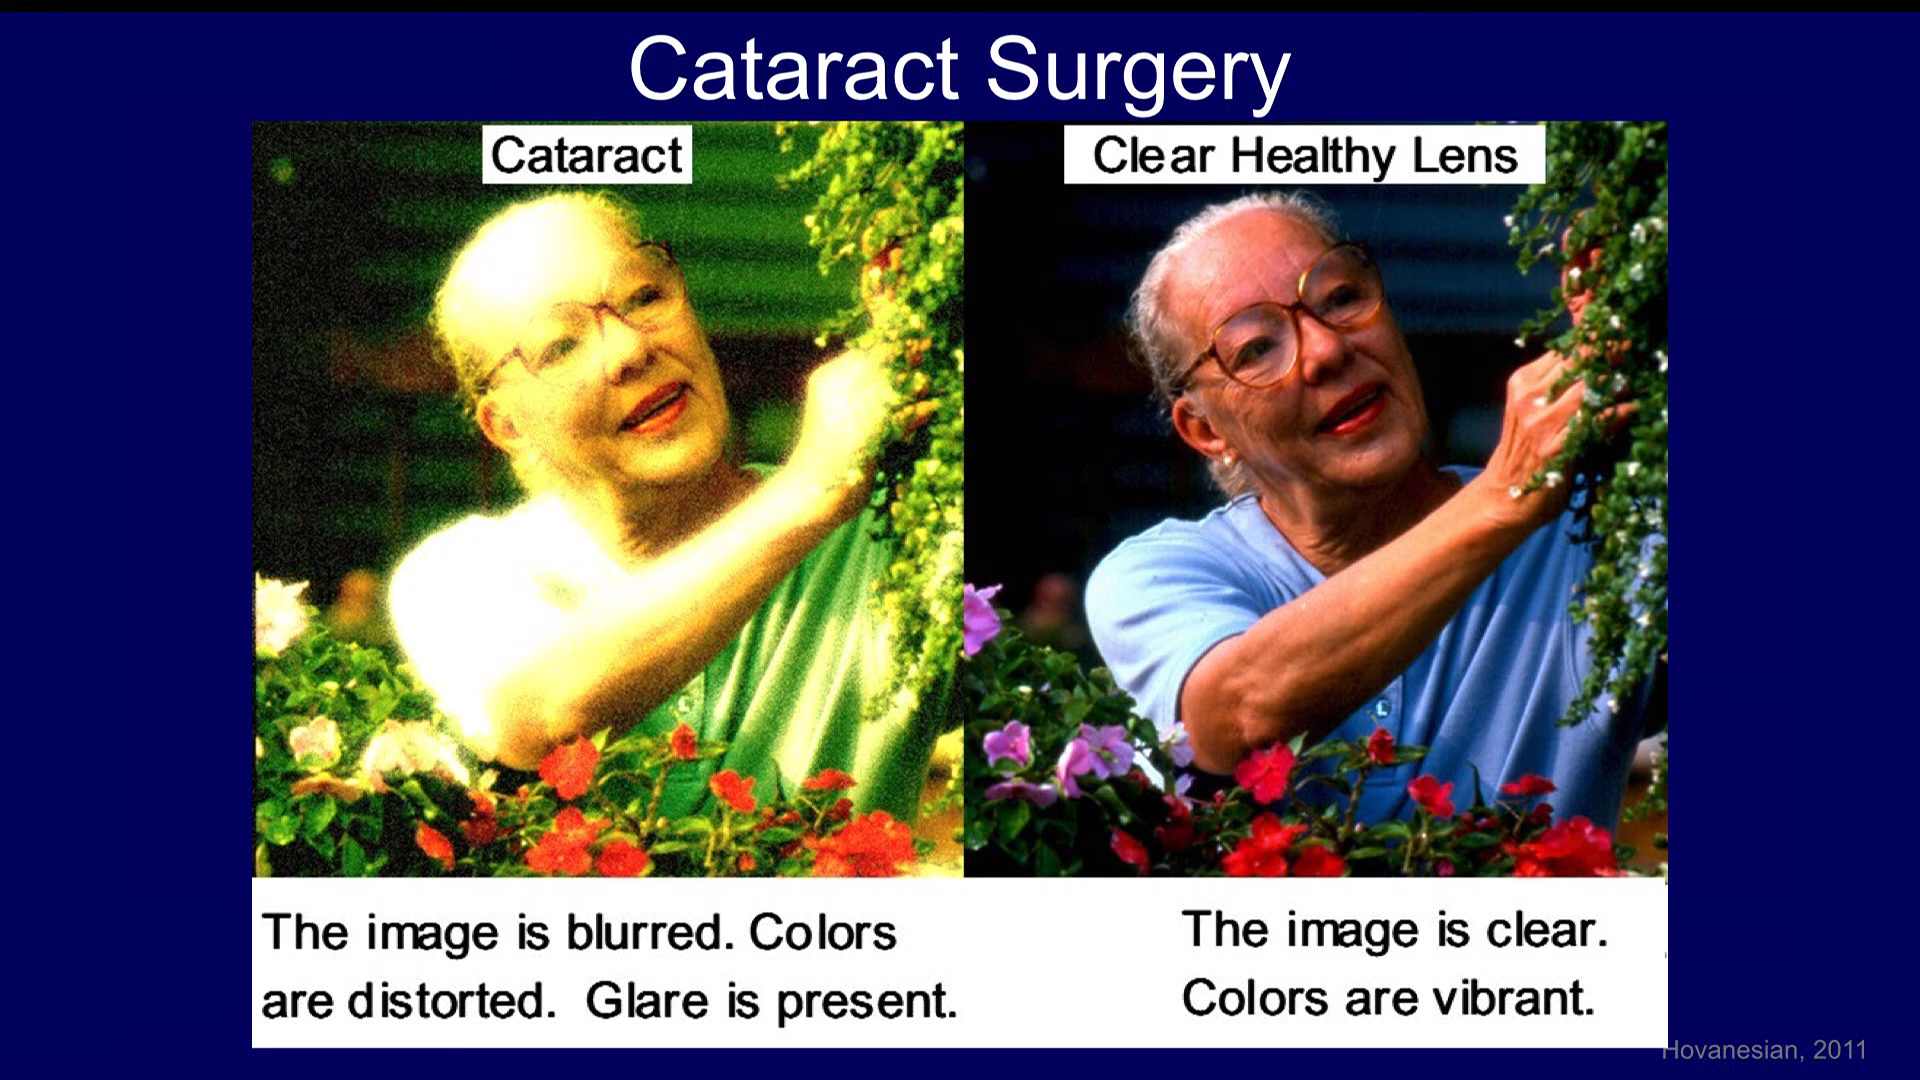 Cataract Surgery
Cataract
Clear Healthy Lens
The image is blurred. Colors
are distorted. Glare is present.
The image is clear.
Colors are vibrant.
Hovanesian, 2011